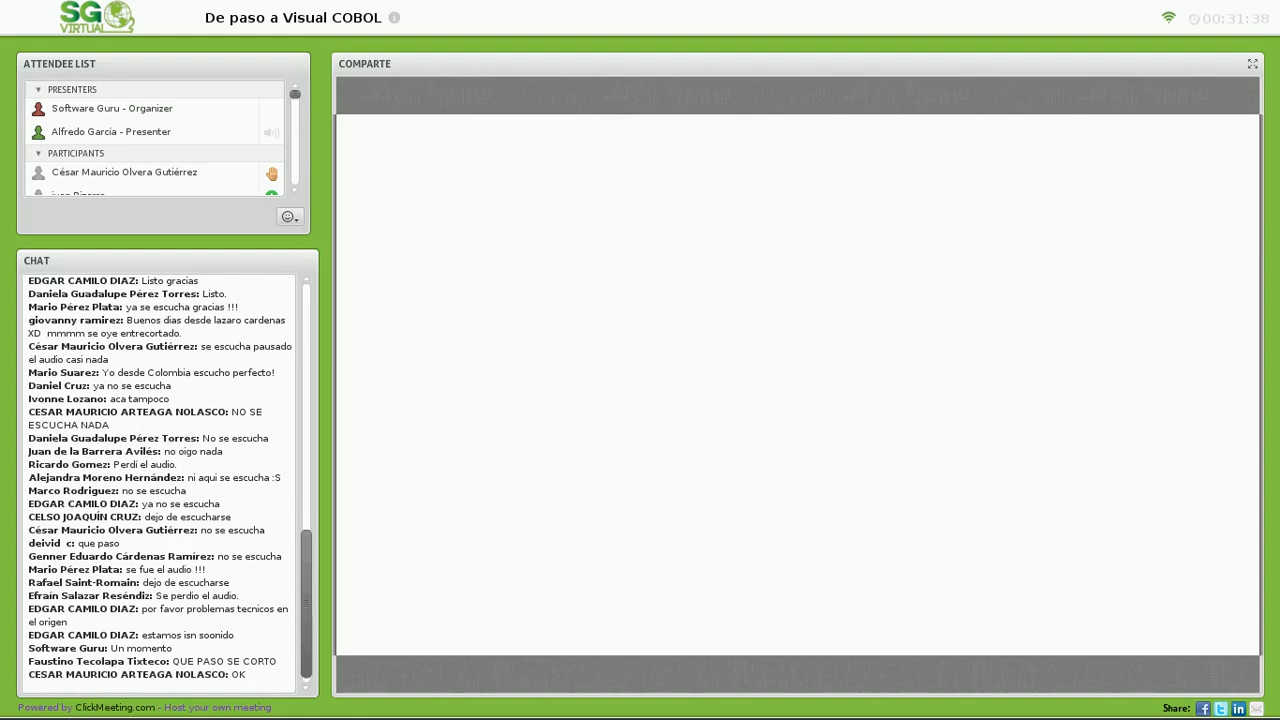 SG
VIRTUAL
De paso a Visual COBOL
00:31:38
ATTENDEE LIST
PRESENTERS
Software Guru - Organizer
Alfredo García - Presenter
PARTICIPANTS
César Mauricio Olvera Gutiérrez
CHAT
EDGAR CAMILO DIAZ: Listo gracias
Daniela Guadalupe Pérez Torres: Listo.
Mario Pérez Plata: ya se escucha gracias !!!
giovanny ramirez: Buenos dias desde lazaro cardenas
XD mmmm se oye entrecortado.
César Mauricio Olvera Gutiérrez: se escucha pausado
el audio casi nada
Mario Suarez: Yo desde Colombia escucho perfecto!
Daniel Cruz: ya no se escucha
Ivonne Lozano: aca tampoco
CESAR MAURICIO ARTEAGA NOLASCO: NO SE
ESCUCHA NADA
Daniela Guadalupe Pérez Torres: No se escucha
Juan de la Barrera Avilés: no oigo nada
Ricardo Gomez: Perdí el audio.
Alejandra Moreno Hernández: ni aqui se escucha :S
Marco Rodriguez: no se escucha
EDGAR CAMILO DIAZ: ya no se escucha
CELSO JOAQUÍN CRUZ: dejo de escucharse
César Mauricio Olvera Gutiérrez: no se escucha
deivid c: que paso
Genner Eduardo Cárdenas Ramírez: no se escucha
Mario Pérez Plata: se fue el audio !!!
Rafael Saint-Romain: dejo de escucharse
Efraín Salazar Reséndiz: Se perdio el audio.
EDGAR CAMILO DIAZ: por favor problemas tecnicos en
el origen
EDGAR CAMILO DIAZ: estamos isn soonido
Software Guru: Un momento
Faustino Tecolapa Tixteco: QUE PASO SE CORTO
CESAR MAURICIO ARTEAGA NOLASCO: OK
COMPARTE
Powered by ClickMeeting.com - Host your own meeting
Share: